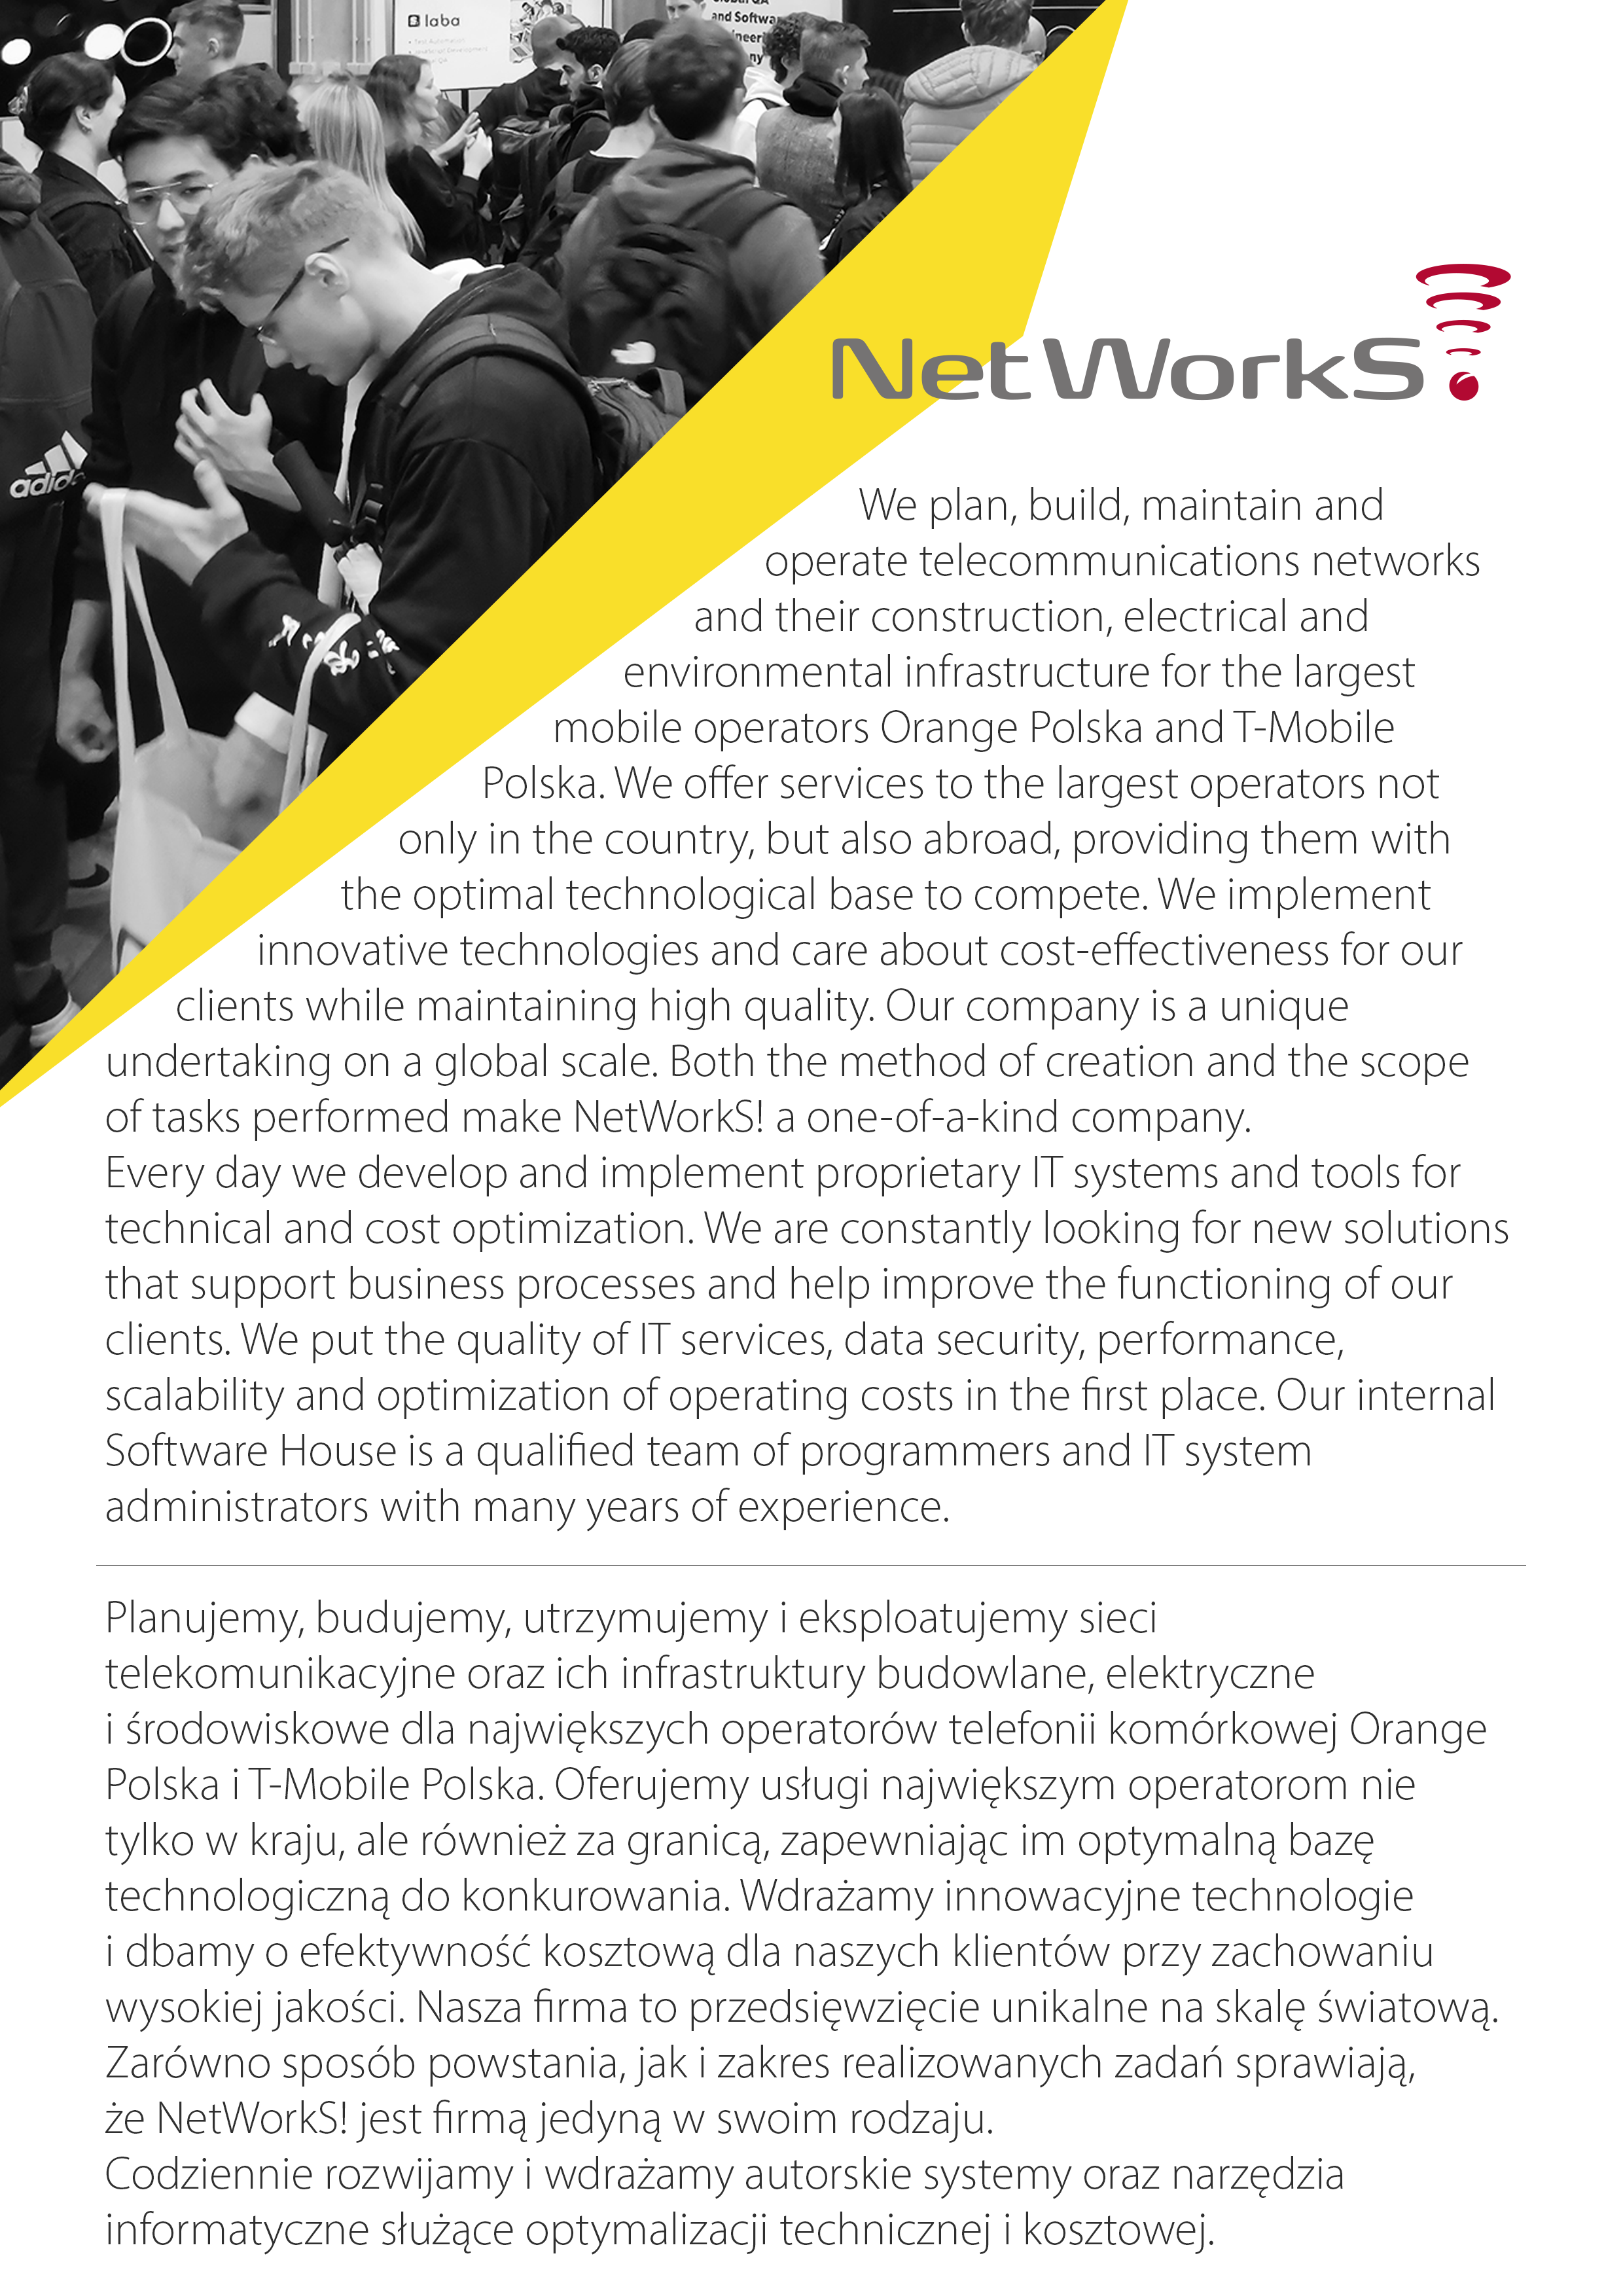 laba
and Softwa
adidas
NetWorkS!
We plan, build, maintain and
operate telecommunications networks
and their construction, electrical and
environmental infrastructure for the largest
mobile operators Orange Polska and T-Mobile
Polska. We offer services to the largest operators not
only in the country, but also abroad, providing them with
the optimal technological base to compete. We implement
innovative technologies and care about cost-effectiveness for our
clients while maintaining high quality. Our company is a unique
undertaking on a global scale. Both the method of creation and the scope
of tasks performed make NetWorkS! a one-of-a-kind company.
Every day we develop and implement proprietary IT systems and tools for
technical and cost optimization. We are constantly looking for new solutions
that support business processes and help improve the functioning of our
clients. We put the quality of IT services, data security, performance,
scalability and optimization of operating costs in the first place. Our internal
Software House is a qualified team of programmers and IT system
administrators with many years of experience.
Planujemy, budujemy, utrzymujemy i eksploatujemy sieci
telekomunikacyjne oraz ich infrastruktury budowlane, elektryczne
i środowiskowe dla największych operatorów telefonii komórkowej Orange
Polska i T-Mobile Polska. Oferujemy usługi największym operatorom nie
tylko w kraju, ale również za granicą, zapewniając im optymalną bazę
technologiczną do konkurowania. Wdrażamy innowacyjne technologie
i dbamy o efektywność kosztową dla naszych klientów przy zachowaniu
wysokiej jakości. Nasza firma to przedsięwzięcie unikalne na skalę światową.
Zarówno sposób powstania, jak i zakres realizowanych zadań sprawiają,
że NetWorkS! jest firmą jedyną w swoim rodzaju.
Codziennie rozwijamy i wdrażamy autorskie systemy oraz narzędzia
informatyczne służące optymalizacji technicznej i kosztowej.